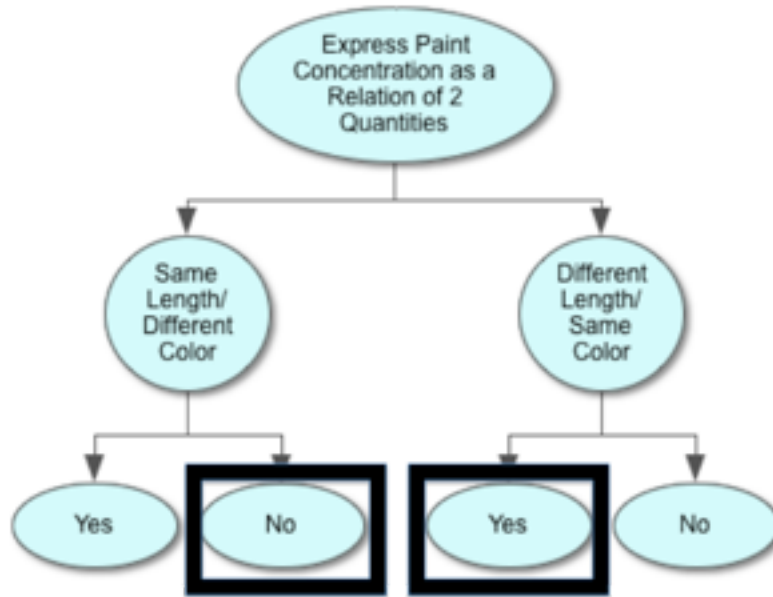 Express Paint
Concentration as a
Relation of 2
Quantities
Same
Length/
Different
Color
Different
Length/
Same
Color
Yes
No
Yes
No